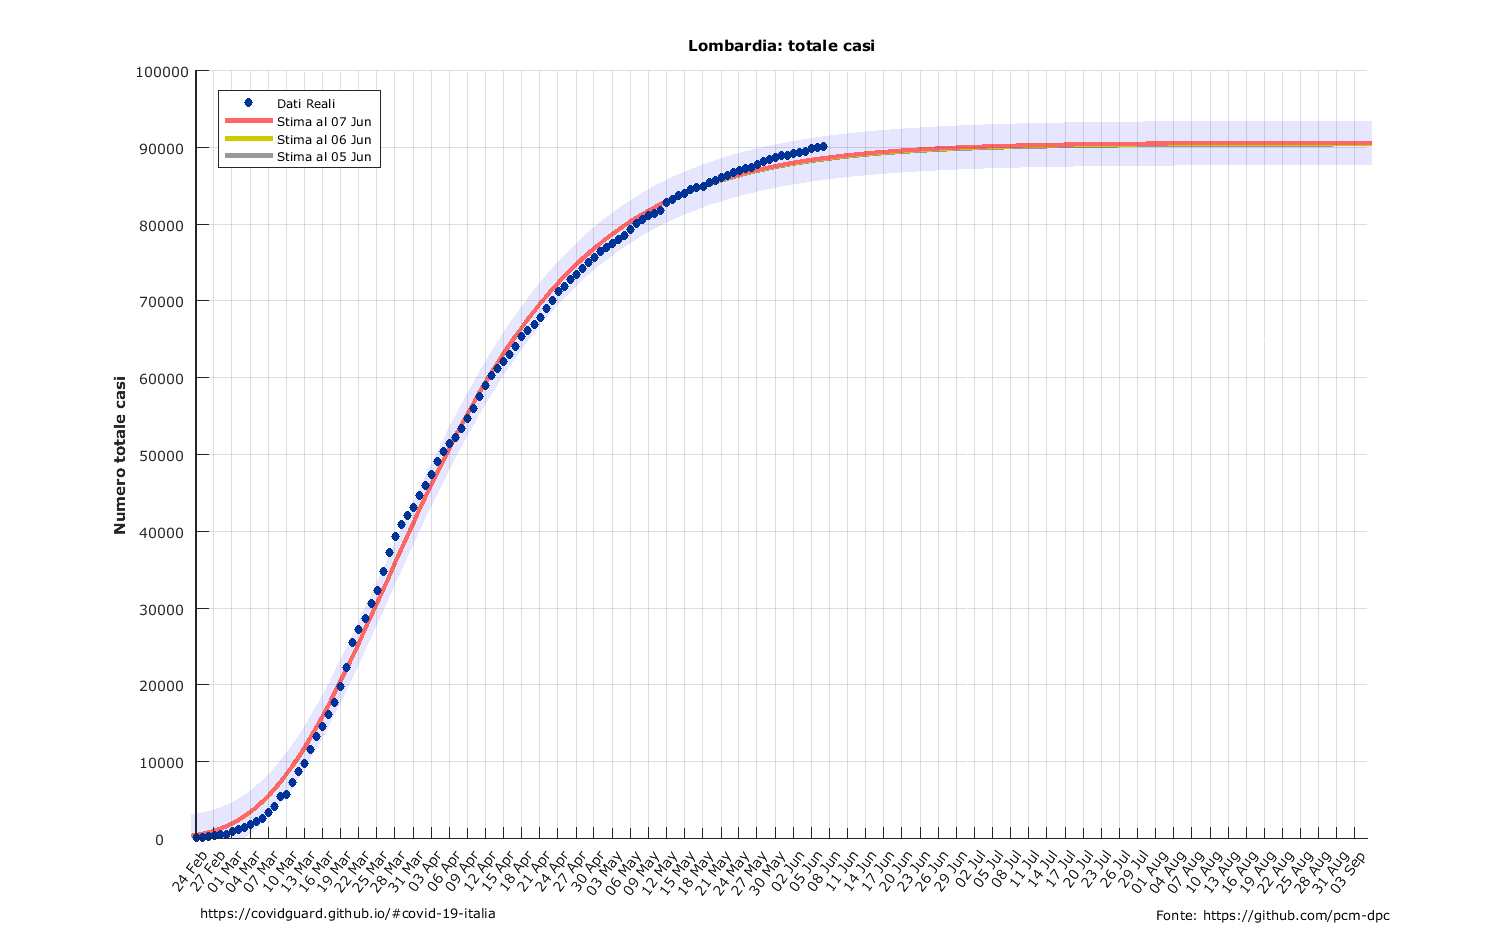 Lombardia: totale casi
100000
90000
80000
70000
60000
50000
40000
30000
20000
10000
0
Numero totale casi
Dati Reali
Stima al 07 Jun
Stima al 06 Jun
Stima al 05 Jun
24 Feb
27 Feb
01 Mar
04 Mar
07 Mar
10 Mar
13 Mar
16 Mar
19 Mar
22 Mar
25 Mar
28 Mar
31 Mar
03 Apr
06 Apr
09 Apr
12 Apr
15 Apr
18 Apr
21 Apr
24 Apr
27 Apr
30 Apr
03 May
06 May
09 May
12 May
15 May
18 May
21 May
24 May
27 May
30 May
02 Jun
05 Jun
08 Jun
11 Jun
14 Jun
17 Jun
20 Jun
23 Jun
26 Jun
29 Jun
02 Jul
05 Jul
08 Jul
11 Jul
14 Jul
17 Jul
20 Jul
23 Jul
26 Jul
29 Jul
01 Aug
04 Aug
07 Aug
10 Aug
13 Aug
16 Aug
19 Aug
22 Aug
25 Aug
28 Aug
31 Aug
03 Sep
https://covidguard.github.io/#covid-19-italia
Fonte: https://github.com/pcm-dpc